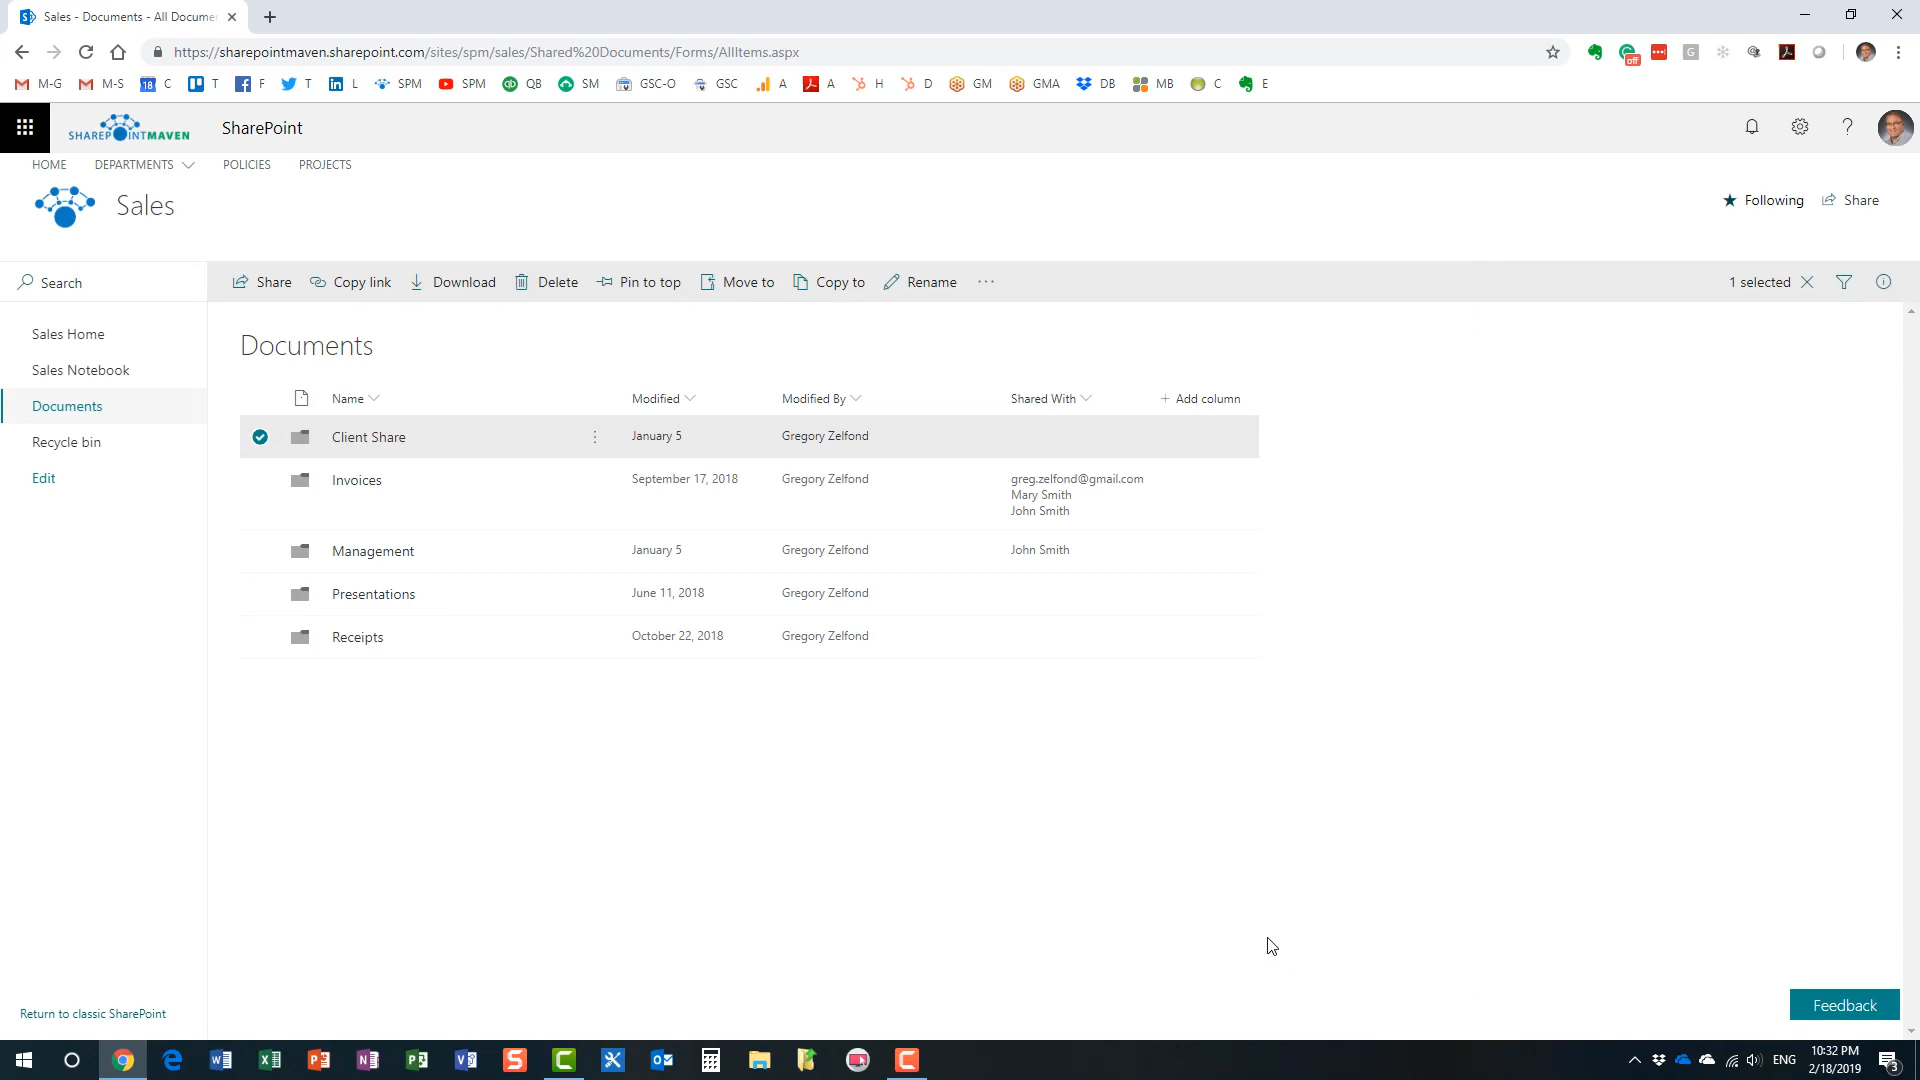 Sales - Documents - All Docume
https://sharepointmaven.sharepoint.com/sites/spm/sales/Shared%20Documents/Forms/AllItems.aspx
off
M-G M-S 18 C T F T L SPM SPM QB SM GSC-O GSC A A H D GM GMA DB MB C E
SHAREPOINTMAVEN SharePoint
HOME DEPARTMENTS POLICIES PROJECTS
Sales
Following Share
Search
Share Copy link Download Delete Pin to top Move to Copy to Rename ··· 1 selected
Sales Home
Sales Notebook
Documents
Recycle bin
Edit
Documents
Name Modified Modified By Shared With + Add column
Client Share January 5 Gregory Zelfond
Invoices September 17, 2018 Gregory Zelfond greg.zelfond@gmail.com
Mary Smith
John Smith
Management January 5 Gregory Zelfond John Smith
Presentations June 11, 2018 Gregory Zelfond
Receipts October 22, 2018 Gregory Zelfond
Feedback
Return to classic SharePoint
ENG
10:32 PM
2/18/2019
3